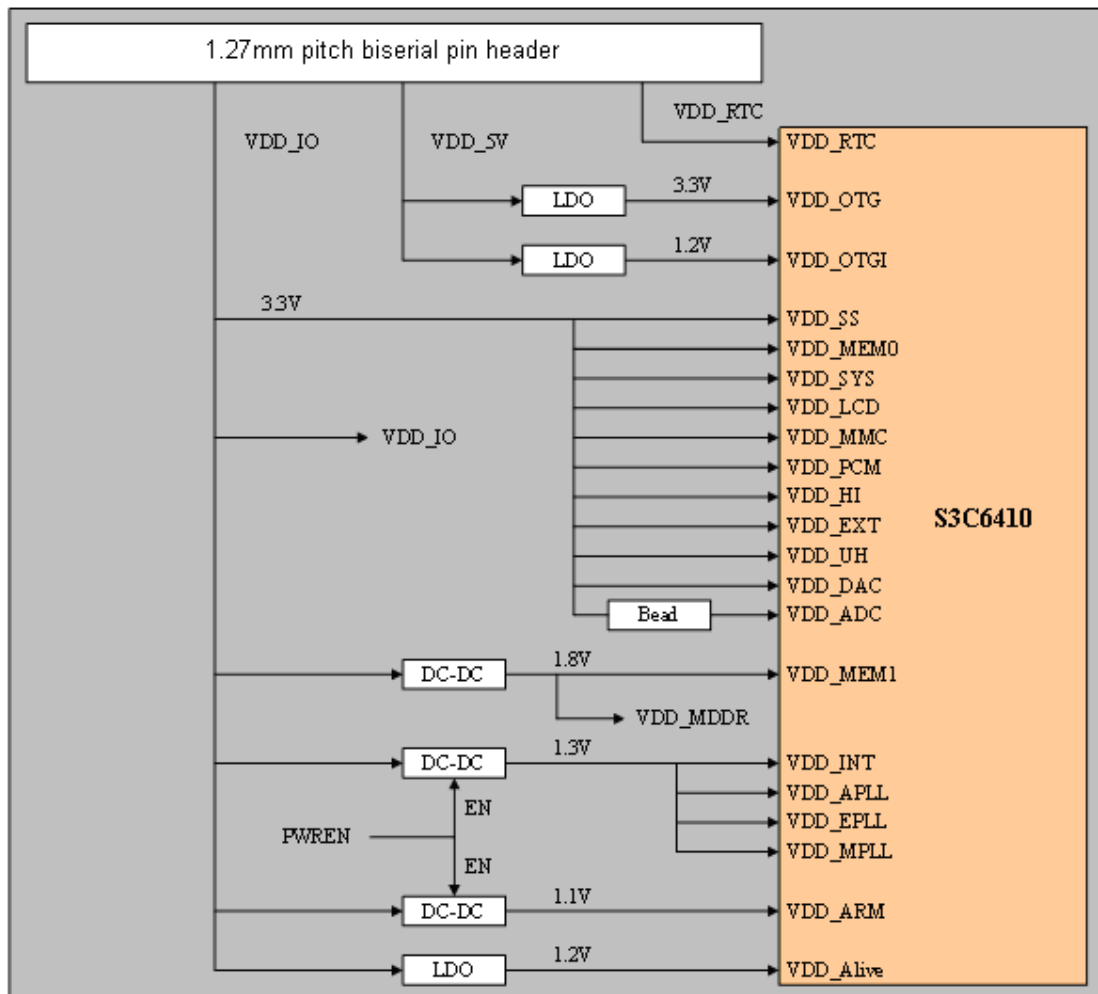 1.27mm pitch biserial pin header
VDD_RTC
VDD_IO
VDD_5V
VDD_RTC
LDO
3.3V
VDD_OTG
LDO
1.2V
VDD_OTGI
3.3V
VDD_SS
VDD_MEM0
VDD_SYS
VDD_LCD
VDD_IO
VDD_MMC
VDD_PCM
VDD_HI
VDD_EXT
S3C6410
VDD_UH
VDD_DAC
Bead
VDD_ADC
DC-DC
1.8V
VDD_MEM1
VDD_MDDR
DC-DC
1.3V
VDD_INT
VDD_APLL
EN
VDD_EPLL
PWREN
VDD_MPLL
EN
DC-DC
1.1V
VDD_ARM
LDO
1.2V
VDD_Alive